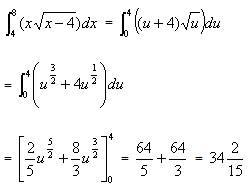 ∫₄⁸ (x√(x−4)) dx = ∫₀⁴ ((u+4)√u) du
= ∫₀⁴ (u^(3/2) + 4u^(1/2)) du
= [2/5 u^(5/2) + 8/3 u^(3/2)]₀⁴ = 64/5 + 64/3 = 34 2/15